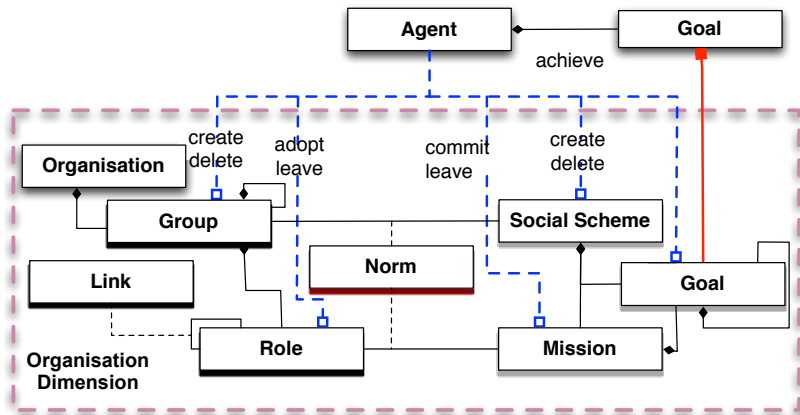 Agent
Goal
achieve
create
delete
adopt
leave
commit
leave
create
delete
Organisation
Group
Social Scheme
Link
Norm
Goal
Role
Mission
Organisation
Dimension